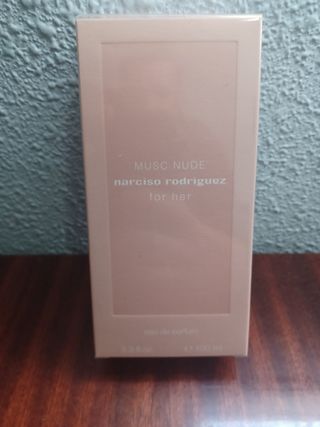 MUSC NUDE
narciso rodriguez
for her
eau de parfum